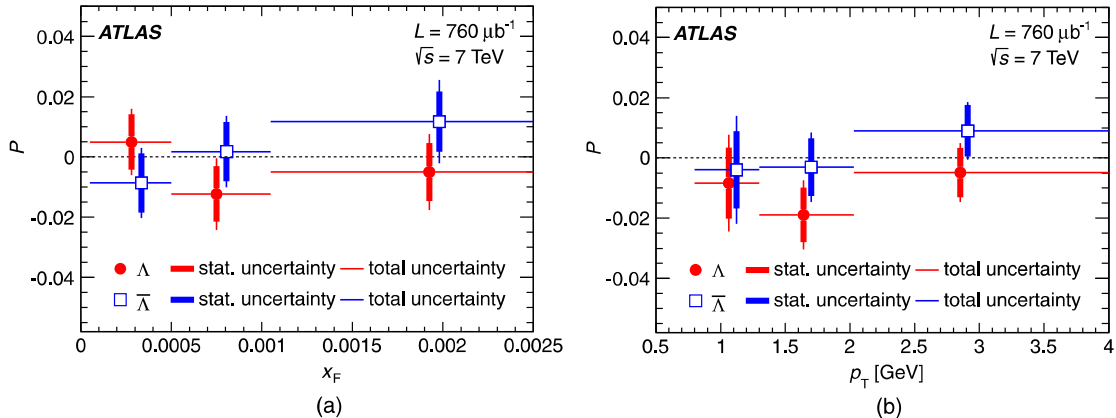 ATLAS
L = 760 μb⁻¹
√s = 7 TeV
P
0.04
0.02
0
-0.02
-0.04
Λ stat. uncertainty total uncertainty
Λ̅ stat. uncertainty total uncertainty
0 0.0005 0.001 0.0015 0.002 0.0025
x_F
(a)
ATLAS
L = 760 μb⁻¹
√s = 7 TeV
P
0.04
0.02
0
-0.02
-0.04
Λ stat. uncertainty total uncertainty
Λ̅ stat. uncertainty total uncertainty
0.5 1 1.5 2 2.5 3 3.5 4
p_T [GeV]
(b)